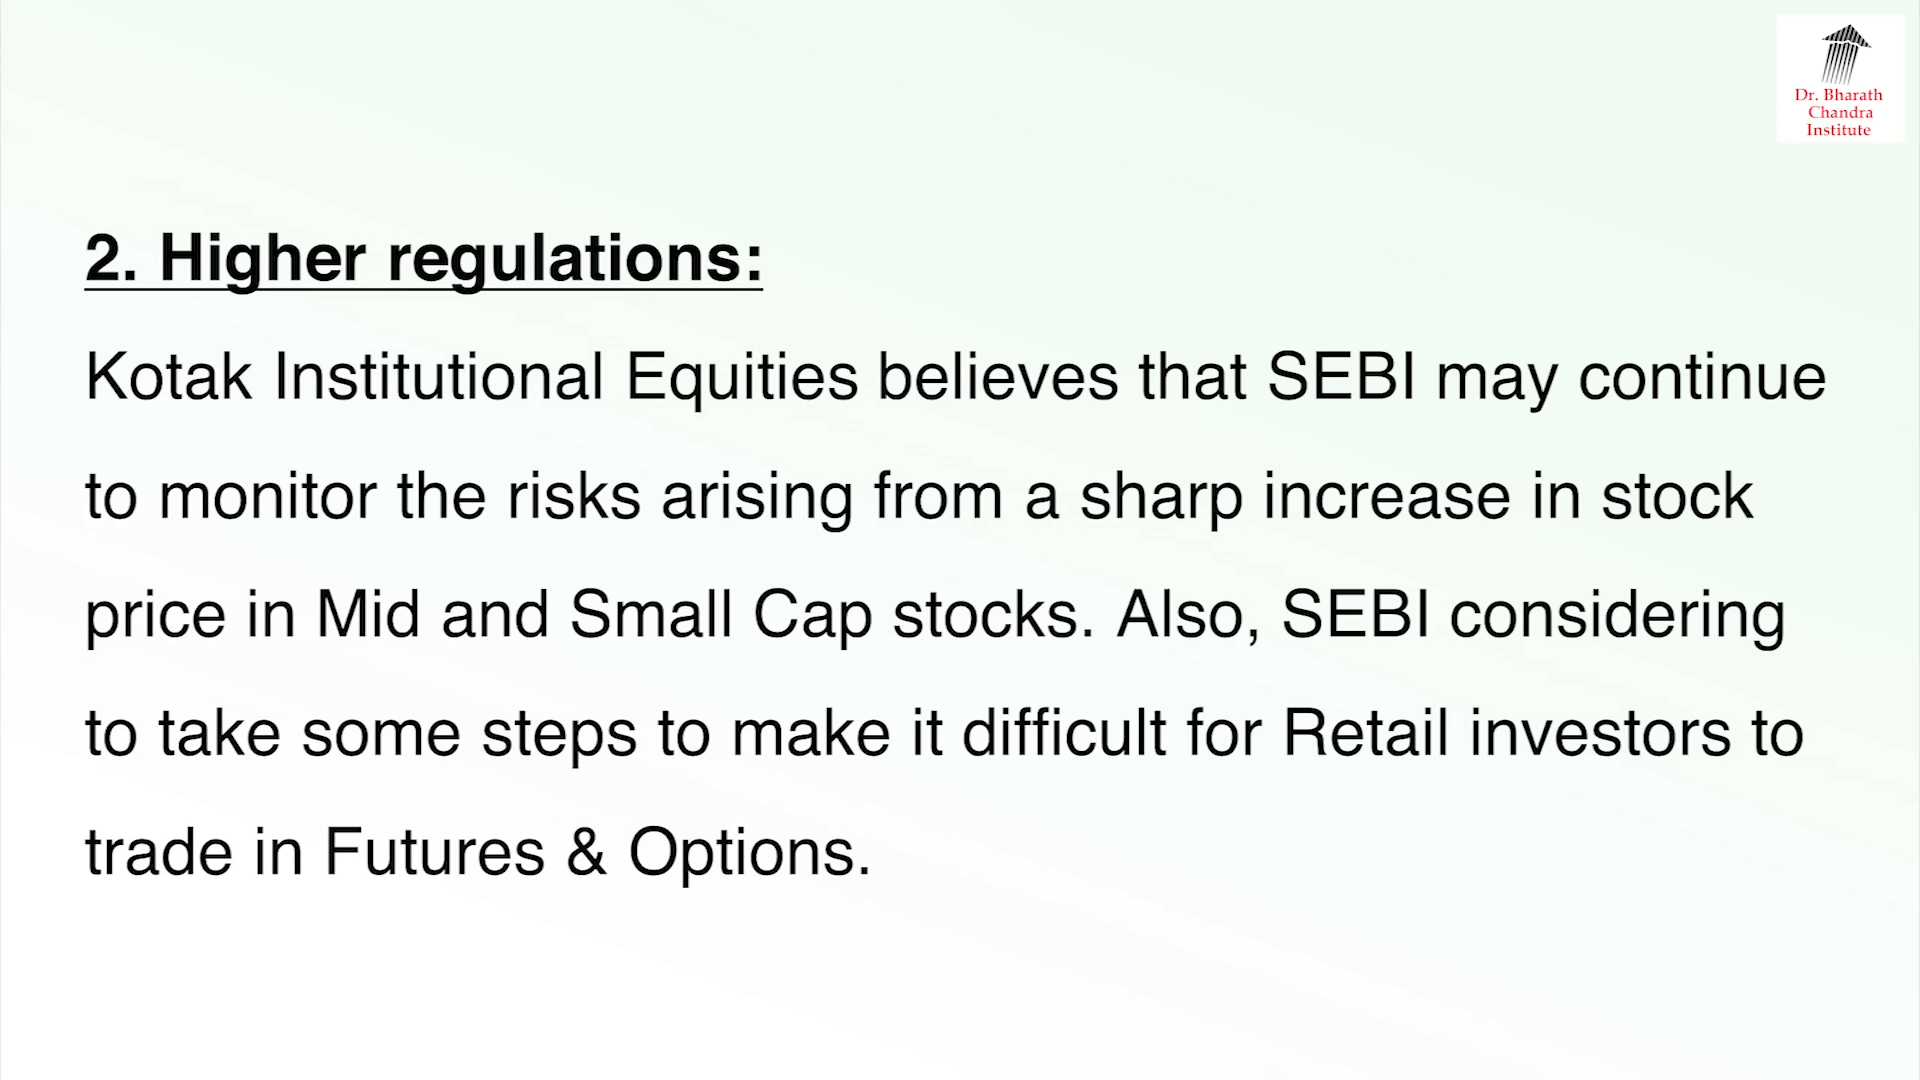 Dr. Bharath
Chandra
Institute
2. Higher regulations:
Kotak Institutional Equities believes that SEBI may continue
to monitor the risks arising from a sharp increase in stock
price in Mid and Small Cap stocks. Also, SEBI considering
to take some steps to make it difficult for Retail investors to
trade in Futures & Options.